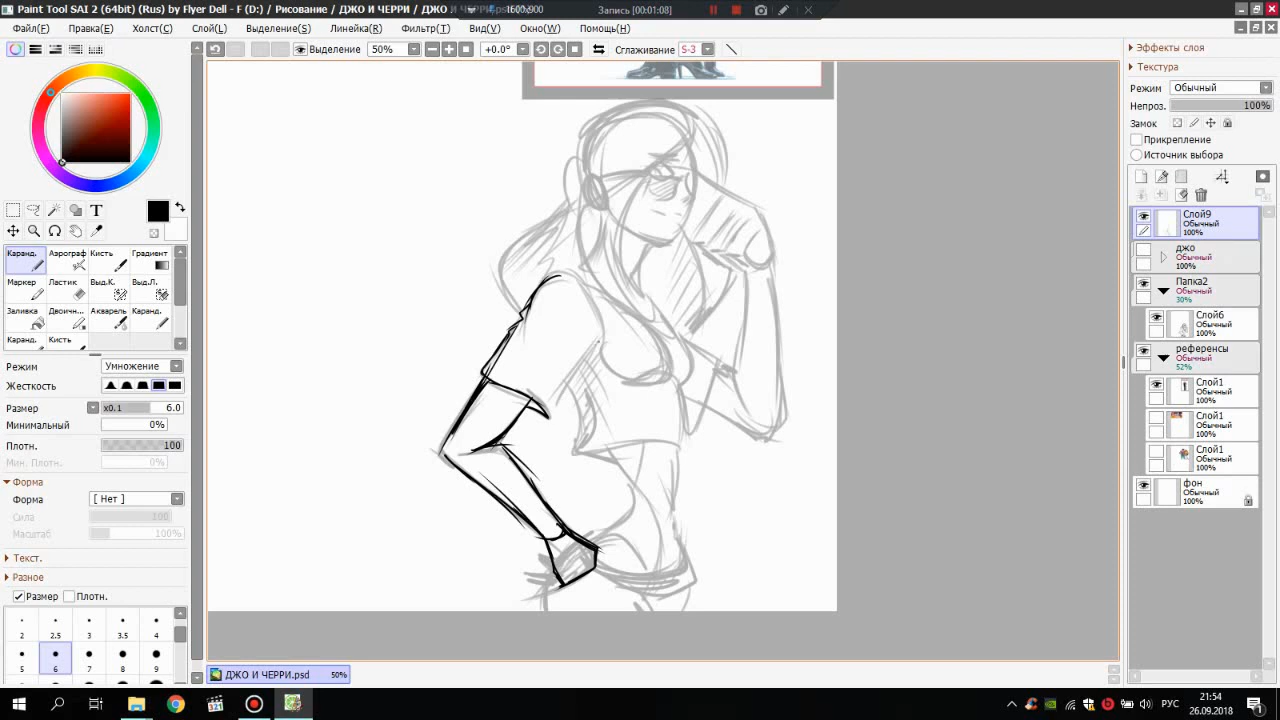 Paint Tool SAI 2 (64bit) (Rus) by Flyer Dell - F (D:) / Рисование / ДЖО И ЧЕРРИ / ДЖО И ЧЕРРИ.psd
1600:900
Запись [00:01:08]
Файл(F) Правка(E) Холст(C) Слой(L) Выделение(S) Линейка(R) Фильтр(T) Вид(V) Окно(W) Помощь(H)
Выделение 50% +0.0° Сглаживание S-3
Эффекты слоя
Текстура
Режим Обычный
Непроз. 100%
Замок
Прикрепление
Источник выбора
T
Каранд. Аэрограф Кисть Градиент
Маркер Ластик Выд.К. Выд.Л.
Заливка Двоичн... Акрилик Каранд.
Каранд. Кисть
Режим Умножение
Жесткость
Размер x0.1 6.0
Минимальный 0%
Плотн. 100
Мин. Плотн. 100%
Форма
Форма [ Нет ]
Сила 100
Масштаб 100%
Текст.
Разное
Размер Плотн.
2 2.5 3 3.5 4
5 6 7 8 9
Слой9
Обычный
100%
джо
Обычный
100%
Папка2
Обычный
30%
Слой6
Обычный
100%
референсы
Обычный
52%
Слой1
Обычный
100%
Слой1
Обычный
100%
Слой1
Обычный
100%
фон
Обычный
100%
ДЖО И ЧЕРРИ.psd 50%
РУС
21:54
26.09.2018